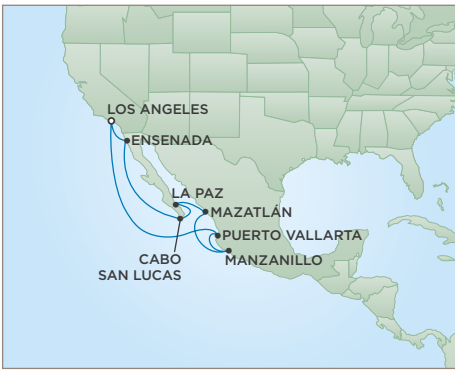 LOS ANGELES
ENSENADA
LA PAZ
MAZATLÁN
PUERTO VALLARTA
CABO
SAN LUCAS
MANZANILLO